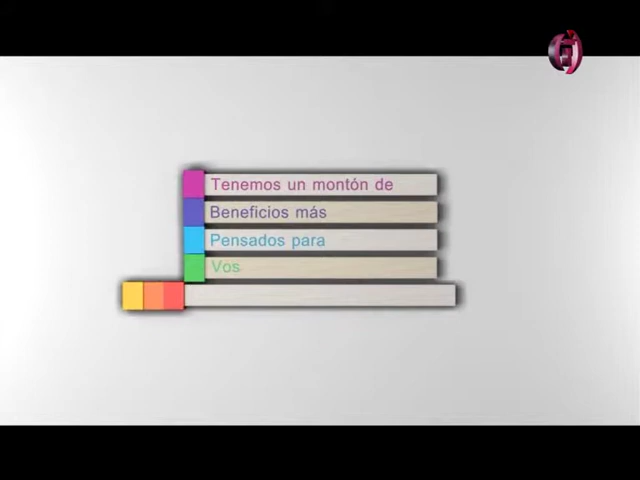 Tenemos un montón de
Beneficios más
Pensados para
Vos